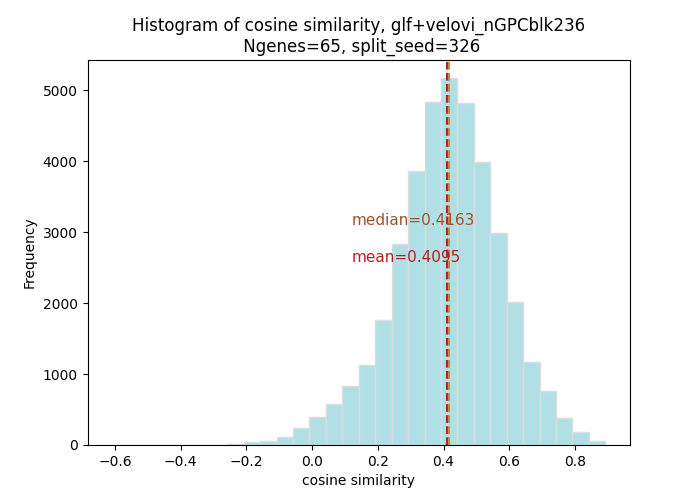 Histogram of cosine similarity, glf+velovi_nGPCblk236
Ngenes=65, split_seed=326
Frequency
5000
4000
3000
2000
1000
0
median=0.4163
mean=0.4095
−0.6 −0.4 −0.2 0.0 0.2 0.4 0.6 0.8
cosine similarity